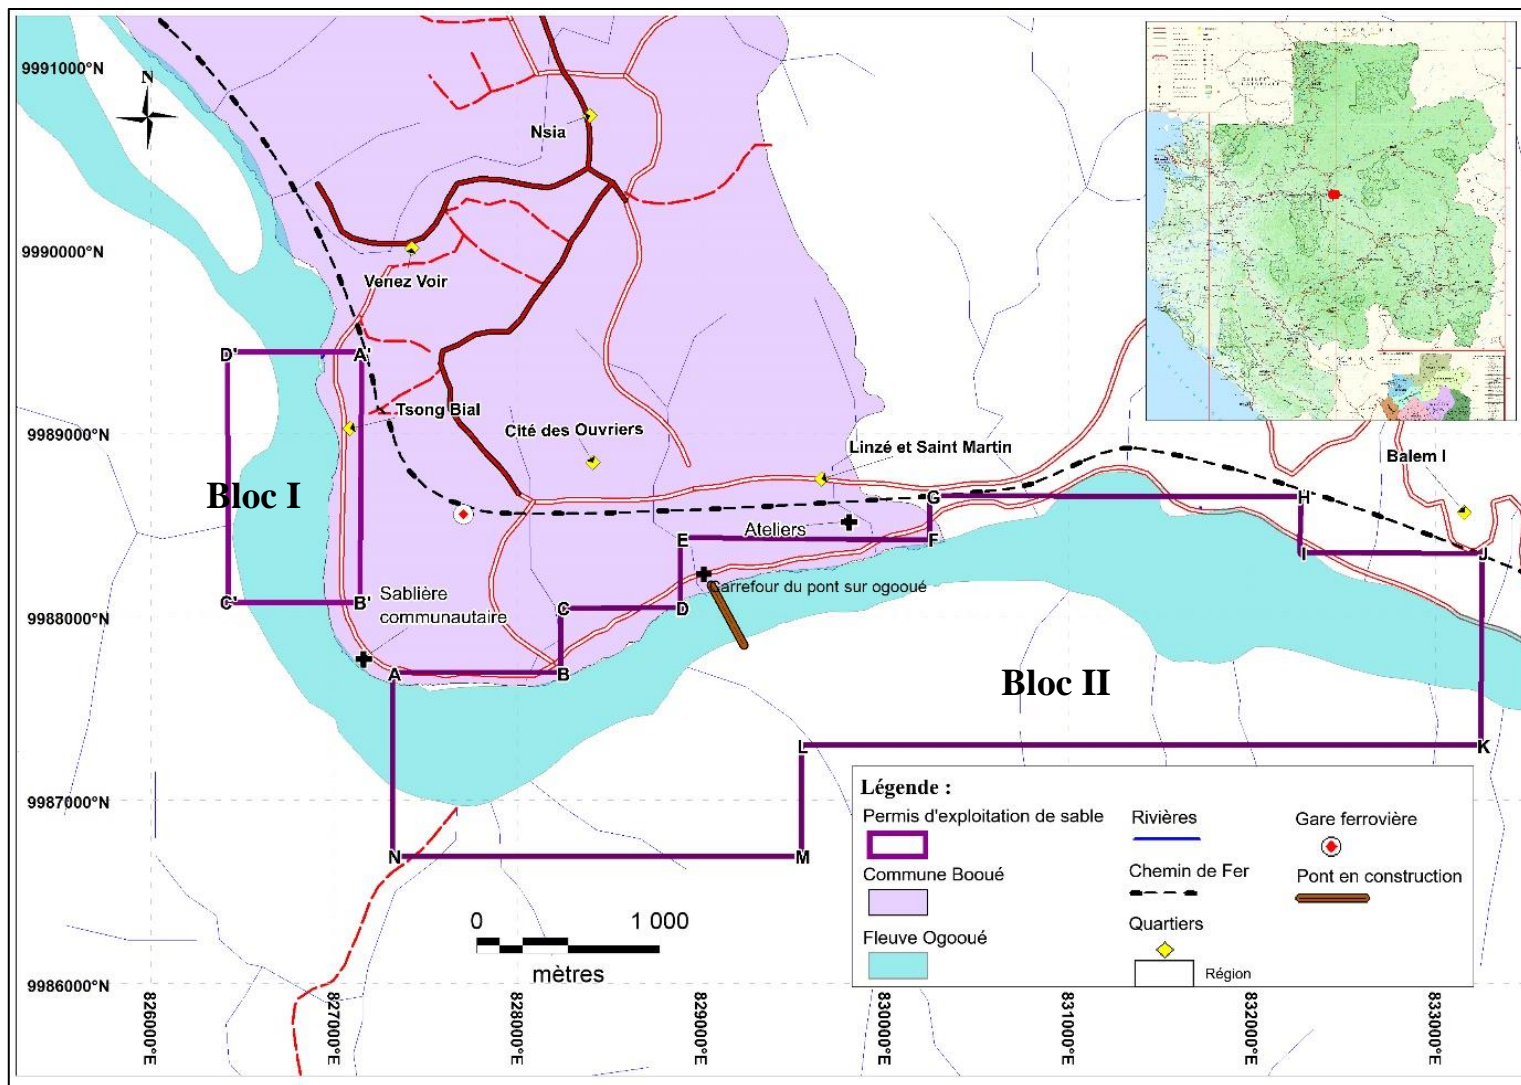 9991000°N
N
Nsia
9990000°N
Venez Voir
D'
A'
Tsong Bial
9989000°N
Cité des Ouvriers
Linzé et Saint Martin
Balem I
Bloc I
G
H
Ateliers
E
F
I
J
Carrefour du pont sur ogooué
Sablière
communautaire
C'
B'
C
D
9988000°N
A
B
Bloc II
L
K
9987000°N
N
M
Légende :
Permis d'exploitation de sable
Commune Booué
Fleuve Ogooué
Rivières
Chemin de Fer
Quartiers
Région
Gare ferrovière
Pont en construction
0
1 000
mètres
9986000°N
826000°E
827000°E
828000°E
829000°E
830000°E
831000°E
832000°E
833000°E